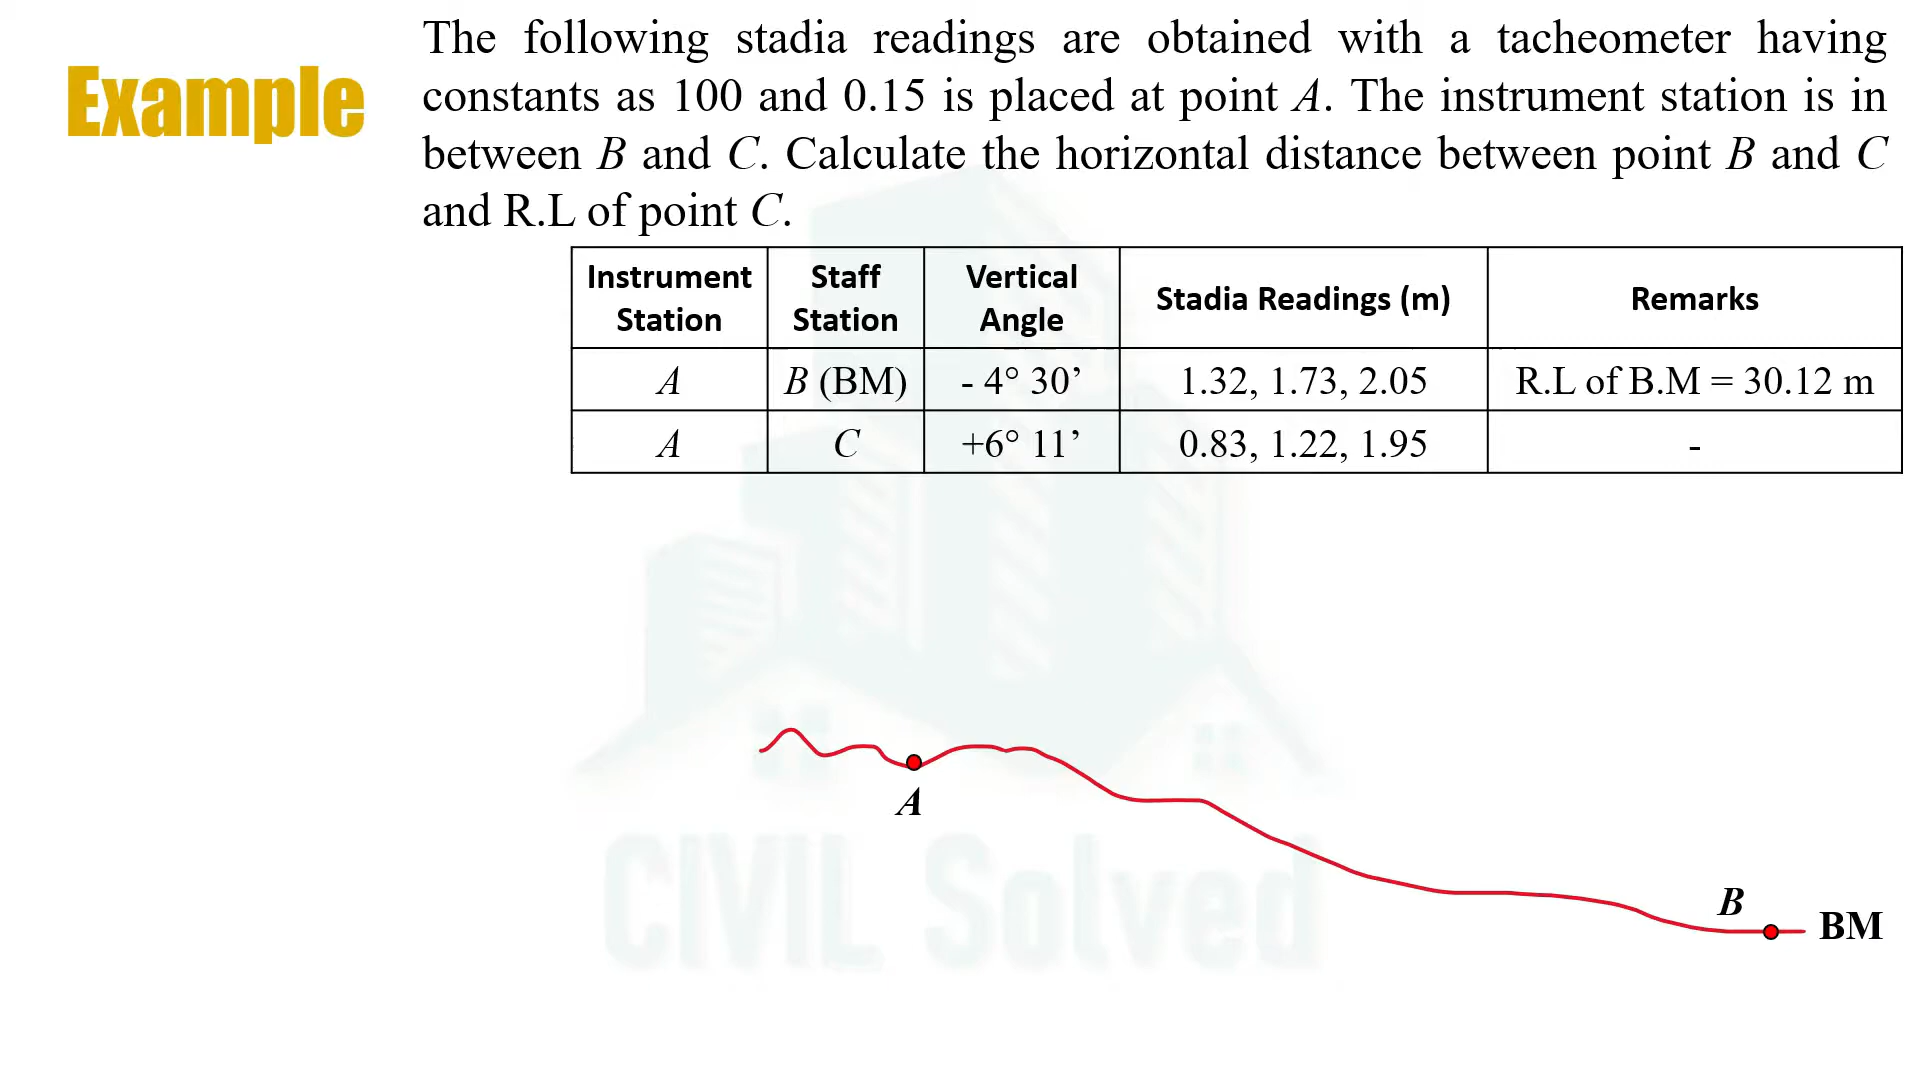 Example
The following stadia readings are obtained with a tacheometer having
constants as 100 and 0.15 is placed at point A. The instrument station is in
between B and C. Calculate the horizontal distance between point B and C
and R.L of point C.
Instrument Station Staff Station Vertical Angle Stadia Readings (m) Remarks
A B (BM) - 4° 30’ 1.32, 1.73, 2.05 R.L of B.M = 30.12 m
A C +6° 11’ 0.83, 1.22, 1.95 -
A
B
BM
CIVIL Solved